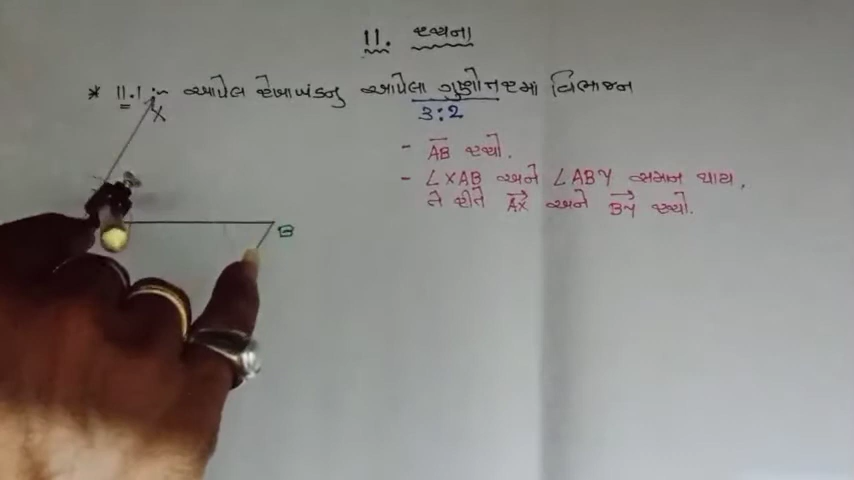 11. રચના
* 11.1 :- આપેલ રેખાખંડનુ આપેલા ગુણોત્તરમાં વિભાજન
3:2
- AB રચો.
- ∠XAB અને ∠ABY સમાન થાય,
તે રીતે AX અને BY રચો.
X
B